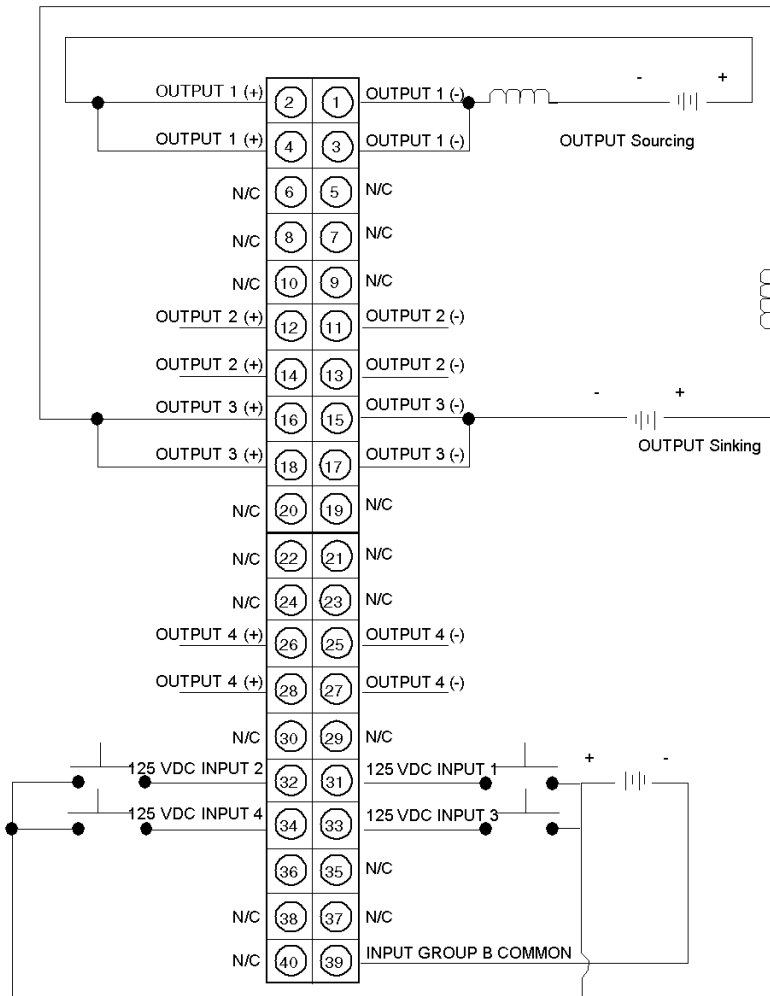 OUTPUT 1 (+) 2 1 OUTPUT 1 (-) - +
OUTPUT 1 (+) 4 3 OUTPUT 1 (-) OUTPUT Sourcing
N/C 6 5 N/C
N/C 8 7 N/C
N/C 10 9 N/C
OUTPUT 2 (+) 12 11 OUTPUT 2 (-)
OUTPUT 2 (+) 14 13 OUTPUT 2 (-)
OUTPUT 3 (+) 16 15 OUTPUT 3 (-) - +
OUTPUT 3 (+) 18 17 OUTPUT 3 (-) OUTPUT Sinking
N/C 20 19 N/C
N/C 22 21 N/C
N/C 24 23 N/C
OUTPUT 4 (+) 26 25 OUTPUT 4 (-)
OUTPUT 4 (+) 28 27 OUTPUT 4 (-)
N/C 30 29 N/C
125 VDC INPUT 2 32 31 125 VDC INPUT 1 + -
125 VDC INPUT 4 34 33 125 VDC INPUT 3
36 35 N/C
N/C 38 37 N/C
N/C 40 39 INPUT GROUP B COMMON